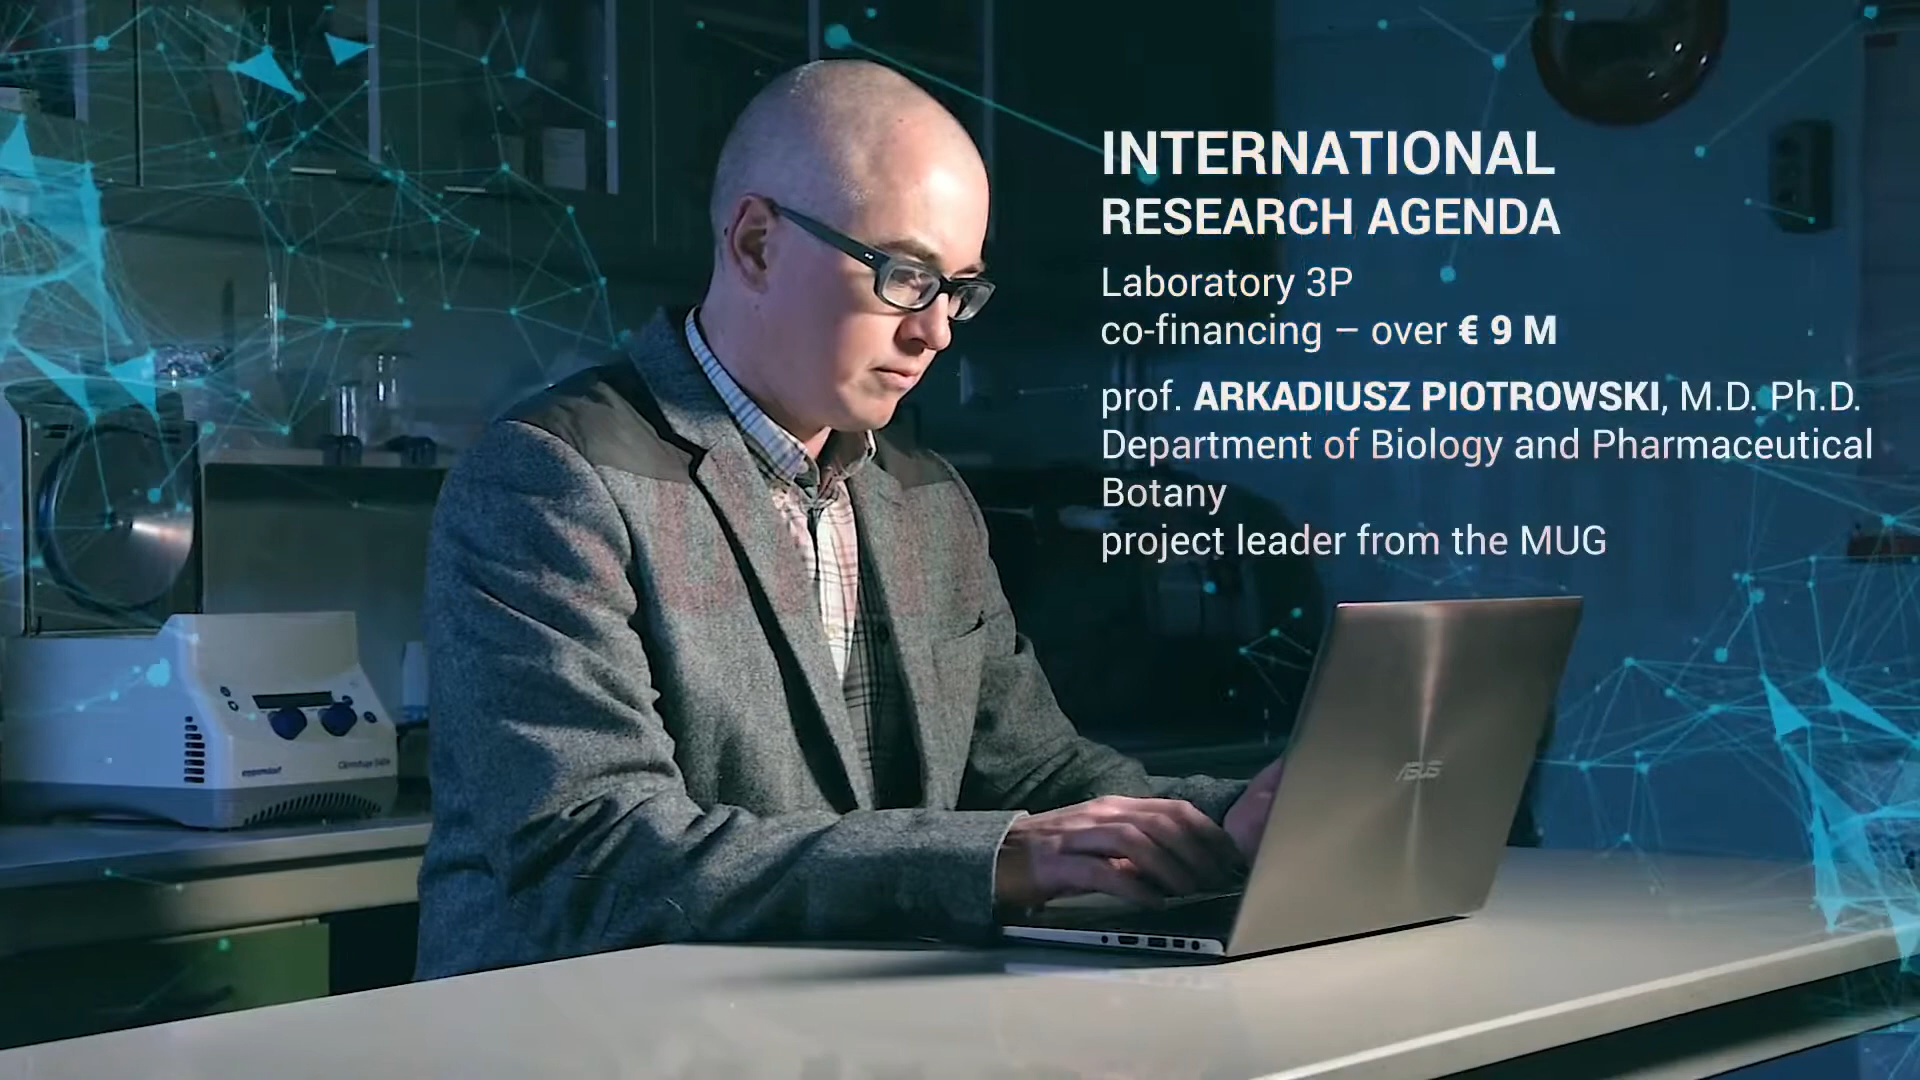 INTERNATIONAL
RESEARCH AGENDA
Laboratory 3P
co-financing – over € 9 M
prof. ARKADIUSZ PIOTROWSKI, M.D. Ph.D.
Department of Biology and Pharmaceutical
Botany
project leader from the MUG
ASUS
eppendorf